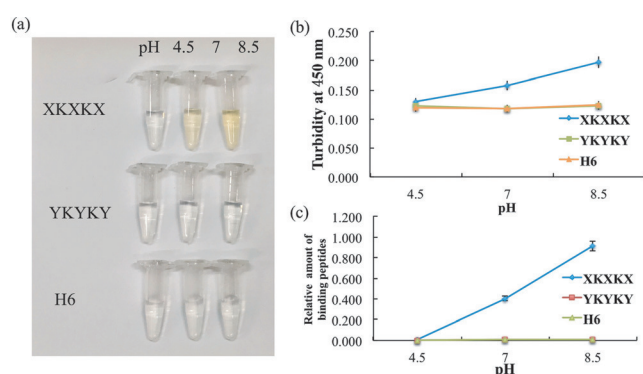 (a)
pH 4.5 7 8.5
XKXKX
YKYKY
H6
(b)
Turbidity at 450 nm
0.250
0.200
0.150
0.100
0.050
0.000
XKXKX
YKYKY
H6
4.5 7 8.5
pH
(c)
Relative amout of
binding peptides
1.200
1.000
0.800
0.600
0.400
0.200
0.000
XKXKX
YKYKY
H6
4.5 7 8.5
pH